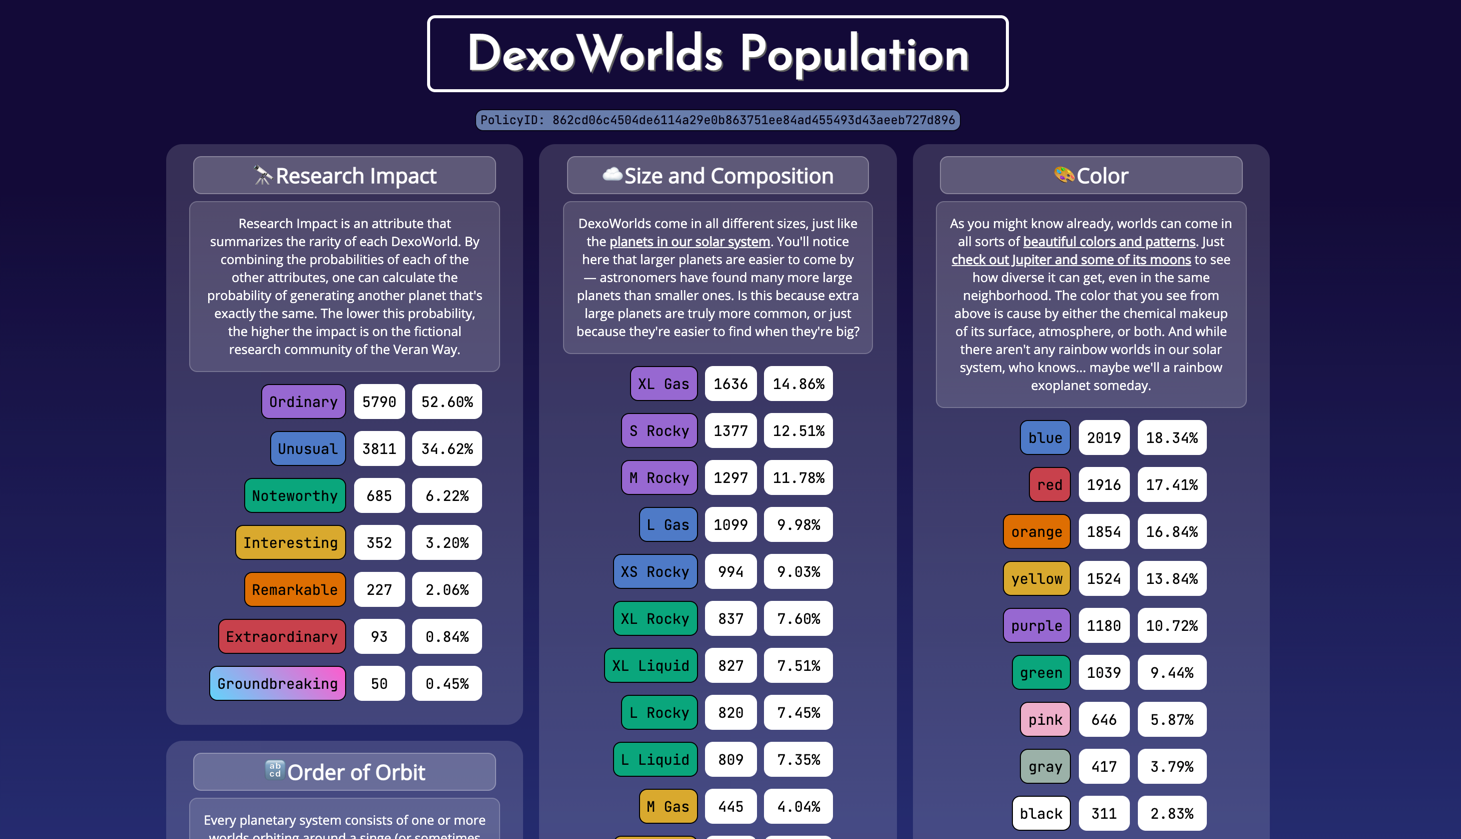 DexoWorlds Population
PolicyID: 862cd06c4504de6114a29e0b863751ee84ad455493d43aeeb727d896
Research Impact
Research Impact is an attribute that
summarizes the rarity of each DexoWorld. By
combining the probabilities of each of the
other attributes, one can calculate the
probability of generating another planet that's
exactly the same. The lower this probability,
the higher the impact is on the fictional
research community of the Veran Way.
Ordinary 5790 52.60%
Unusual 3811 34.62%
Noteworthy 685 6.22%
Interesting 352 3.20%
Remarkable 227 2.06%
Extraordinary 93 0.84%
Groundbreaking 50 0.45%
abcd Order of Orbit
Every planetary system consists of one or more
worlds orbiting around a singe (or sometimes
Size and Composition
DexoWorlds come in all different sizes, just like
the planets in our solar system. You'll notice
here that larger planets are easier to come by
— astronomers have found many more large
planets than smaller ones. Is this because extra
large planets are truly more common, or just
because they're easier to find when they're big?
XL Gas 1636 14.86%
S Rocky 1377 12.51%
M Rocky 1297 11.78%
L Gas 1099 9.98%
XS Rocky 994 9.03%
XL Rocky 837 7.60%
XL Liquid 827 7.51%
L Rocky 820 7.45%
L Liquid 809 7.35%
M Gas 445 4.04%
Color
As you might know already, worlds can come in
all sorts of beautiful colors and patterns. Just
check out Jupiter and some of its moons to see
how diverse it can get, even in the same
neighborhood. The color that you see from
above is cause by either the chemical makeup
of its surface, atmosphere, or both. And while
there aren't any rainbow worlds in our solar
system, who knows... maybe we'll a rainbow
exoplanet someday.
blue 2019 18.34%
red 1916 17.41%
orange 1854 16.84%
yellow 1524 13.84%
purple 1180 10.72%
green 1039 9.44%
pink 646 5.87%
gray 417 3.79%
black 311 2.83%